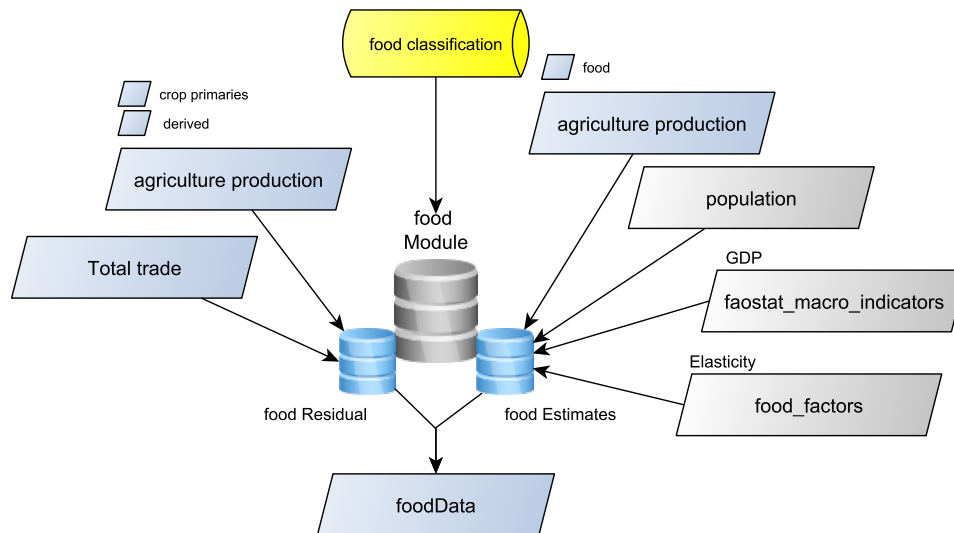 food classification
food
crop primaries
derived
agriculture production
agriculture production
population
food
Module
Total trade
GDP
faostat_macro_indicators
Elasticity
food_factors
food Residual
food Estimates
foodData